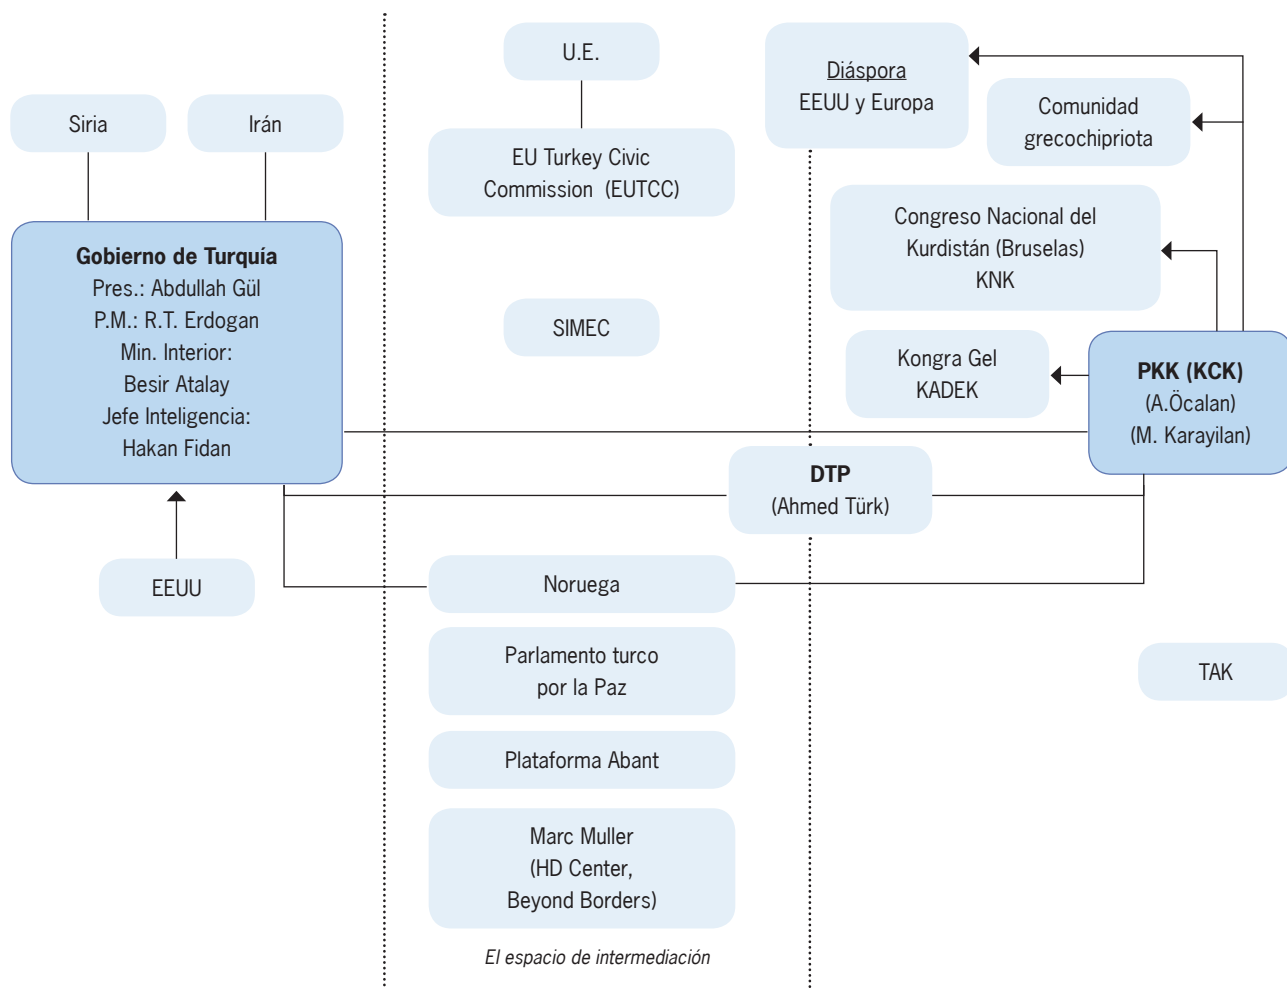 U.E.
Diáspora
EEUU y Europa
Siria
Irán
Comunidad
grecochipriota
EU Turkey Civic
Commission (EUTCC)
Congreso Nacional del
Kurdistán (Bruselas)
KNK
Gobierno de Turquía
Pres.: Abdullah Gül
P.M.: R.T. Erdogan
Min. Interior:
Besir Atalay
Jefe Inteligencia:
Hakan Fidan
SIMEC
Kongra Gel
KADEK
PKK (KCK)
(A.Öcalan)
(M. Karayilan)
DTP
(Ahmed Türk)
EEUU
Noruega
Parlamento turco
por la Paz
TAK
Plataforma Abant
Marc Muller
(HD Center,
Beyond Borders)
El espacio de intermediación